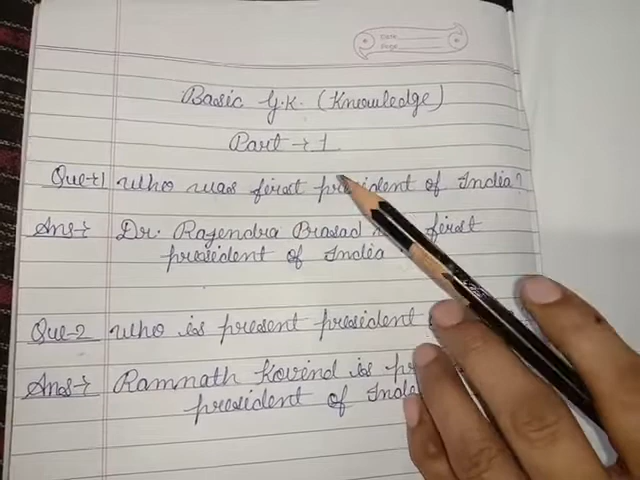 Date
Page
Basic G.K. (Knowledge)
Part → 1
Que→1 who was first president of India?
Ans→ Dr. Rajendra Prasad first
president of India
Que-2 who is present president
Ans→ Ramnath Kovind is
president of India